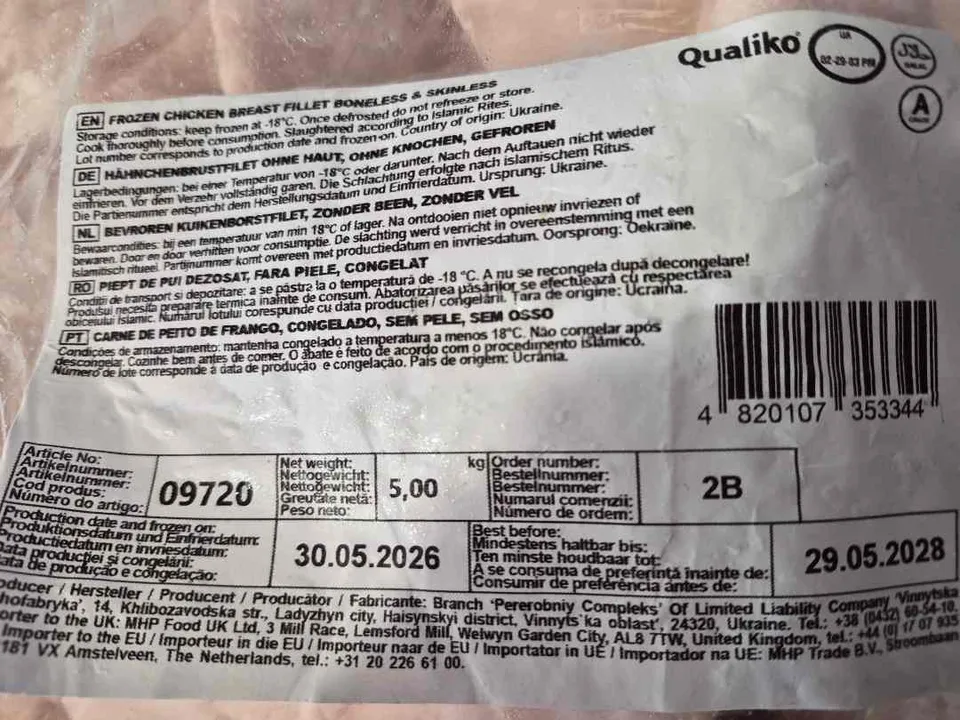 Qualiko
UA
02-29-83 PM
HALAL
A
EN FROZEN CHICKEN BREAST FILLET BONELESS & SKINLESS
Storage conditions: keep frozen at -18°C. Once defrosted do not refreeze or store.
Cook thoroughly before consumption. Slaughtered according to Islamic Rites.
Lot number corresponds to production date and frozen on. Country of origin: Ukraine.
DE HÄHNCHENBRUSTFILET OHNE HAUT, OHNE KNOCHEN, GEFROREN
Lagerbedingungen: bei einer Temperatur von -18°C oder darunter. Nach dem Auftauen nicht wieder
einfrieren. Vor dem Verzehr vollständig garen. Die Schlachtung erfolgte nach islamischem Ritus.
Die Partienummer entspricht dem Herstellungsdatum und Einfrierdatum. Ursprung: Ukraine.
NL BEVROREN KUIKENBORSTFILET, ZONDER BEEN, ZONDER VEL
Bewaarcondities: bij een temperatuur van min 18°C of lager. Na ontdooien niet opnieuw invriezen of
bewaren. Door en door verhitten voor consumptie. De slachting werd verricht in overeenstemming met een
Islamitisch ritueel. Partijnummer komt overeen met productiedatum en invriesdatum. Oorsprong: Oekraine.
RO PIEPT DE PUI DEZOSAT, FARA PIELE, CONGELAT
Condiții de transport si depozitare: a se păstra la o temperatură de -18 °C. A nu se recongela după decongelare!
Produsul necesita preparare termica inainte de consum. Abatorizarea păsărilor se efectuează cu respectărea
obiceiului Islamic. Numărul lotului corespunde cu data producției / congelării. Tara de origine: Ucraina.
PT CARNE DE PEITO DE FRANGO, CONGELADO, SEM PELE, SEM OSSO
Condições de armazenamento: mantenha congelado a temperatura a menos 18°C. Não congelar após
descongelar. Cozinhe bem antes de comer. O abate é feito de acordo com o procedimento islâmico.
Número de lote corresponde à data de produção e congelação. País de origem: Ucrânia.
4 820107 353344
Article No:
Artikelnummer:
Artikelnummer:
Cod produs:
Número do artigo:
09720
Net weight:
Nettogewicht:
Nettogewicht:
Greutate netă:
Peso neto:
5,00
kg
Order number:
Bestellnummer:
Bestelnummer:
Numarul comenzii:
Número de ordem:
2B
Production date and frozen on:
Produktionsdatum und Einfrierdatum:
Productiedatum en invriesdatum:
Data producției și congelării:
Data de produção e congelação:
30.05.2026
Best before:
Mindestens haltbar bis:
Ten minste houdbaar tot:
A se consuma de preferință înainte de:
Consumir de preferência antes de:
29.05.2028
oducer / Hersteller / Producent / Producător / Fabricante: Branch 'Pererobniy Compleks' Of Limited Liability Company 'Vinnytska
hofabryka', 14, Khlibozavodska str., Ladyzhyn city, Haisynskyi district, Vinnyts`ka oblast', 24320, Ukraine. Tel.: +38 (0432) 60-54-10.
orter to the UK: MHP Food UK Ltd, 3 Mill Race, Lemsford Mill, Welwyn Garden City, AL8 7TW, United Kingdom, tel.: +44 (0) 17 07 935
Importer to the EU / Importeur in die EU / Importeur naar de EU / Importator in UE / Importador na UE: MHP Trade B.V., Stroombaan
181 VX Amstelveen, The Netherlands, tel.: +31 20 226 61 00.